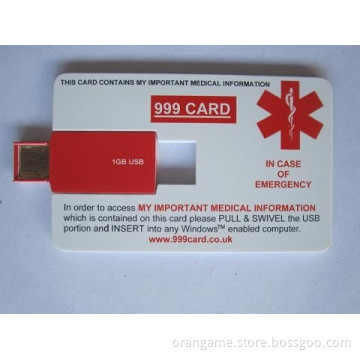 THIS CARD CONTAINS MY IMPORTANT MEDICAL INFORMATION
999 CARD
1GB USB
IN CASE
OF
EMERGENCY
In order to access MY IMPORTANT MEDICAL INFORMATION
which is contained on this card please PULL & SWIVEL the USB
portion and INSERT into any Windows™ enabled computer.
www.999card.co.uk
orangame.store.bossgoo.com